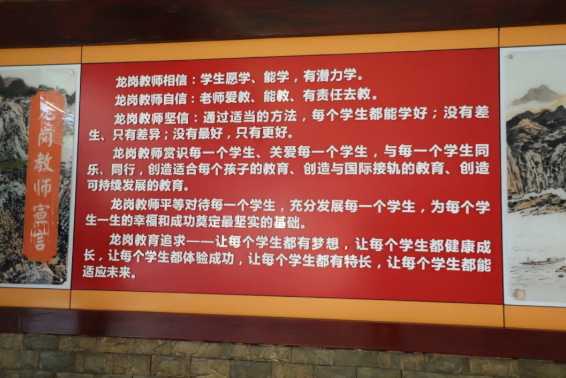 龙岗教师宣言
龙岗教师相信：学生愿学、能学，有潜力学。
龙岗教师自信：老师爱教、能教、有责任去教。
龙岗教师坚信：通过适当的方法，每个学生都能学好；没有差
生、只有差异；没有最好，只有更好。
龙岗教师赏识每一个学生、关爱每一个学生，与每一个学生同
乐、同行，创造适合每个孩子的教育、创造与国际接轨的教育、创造
可持续发展的教育。
龙岗教师平等对待每一个学生，充分发展每一个学生，为每个学
生一生的幸福和成功奠定最坚实的基础。
龙岗教育追求——让每个学生都有梦想，让每个学生都健康成
长，让每个学生都体验成功，让每个学生都有特长，让每个学生都能
适应未来。